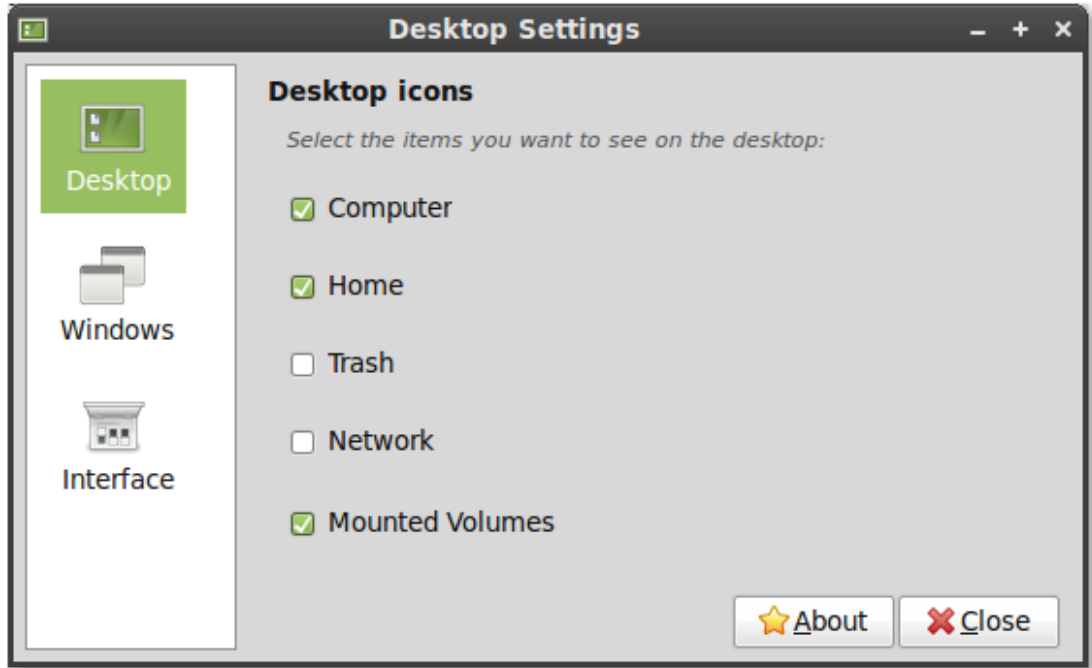 Desktop Settings
Desktop
Windows
Interface
Desktop icons
Select the items you want to see on the desktop:
Computer
Home
Trash
Network
Mounted Volumes
About
Close